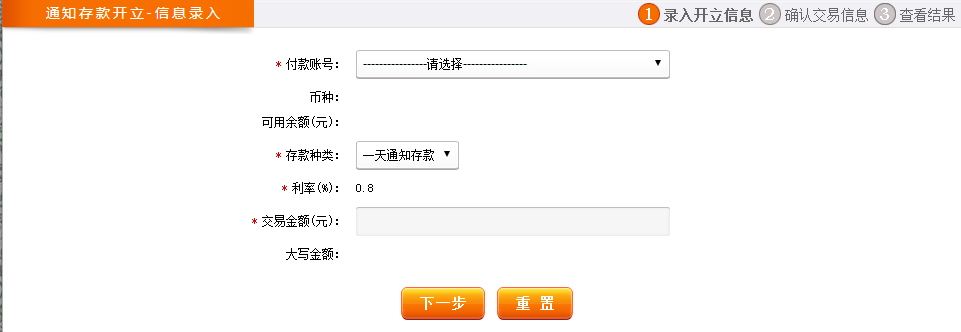 通知存款开立-信息录入
1 录入开立信息 2 确认交易信息 3 查看结果
* 付款账号： ----------------请选择----------------
币种：
可用余额(元)：
* 存款种类： 一天通知存款
* 利率(%)： 0.8
* 交易金额(元)：
大写金额：
下一步 重 置